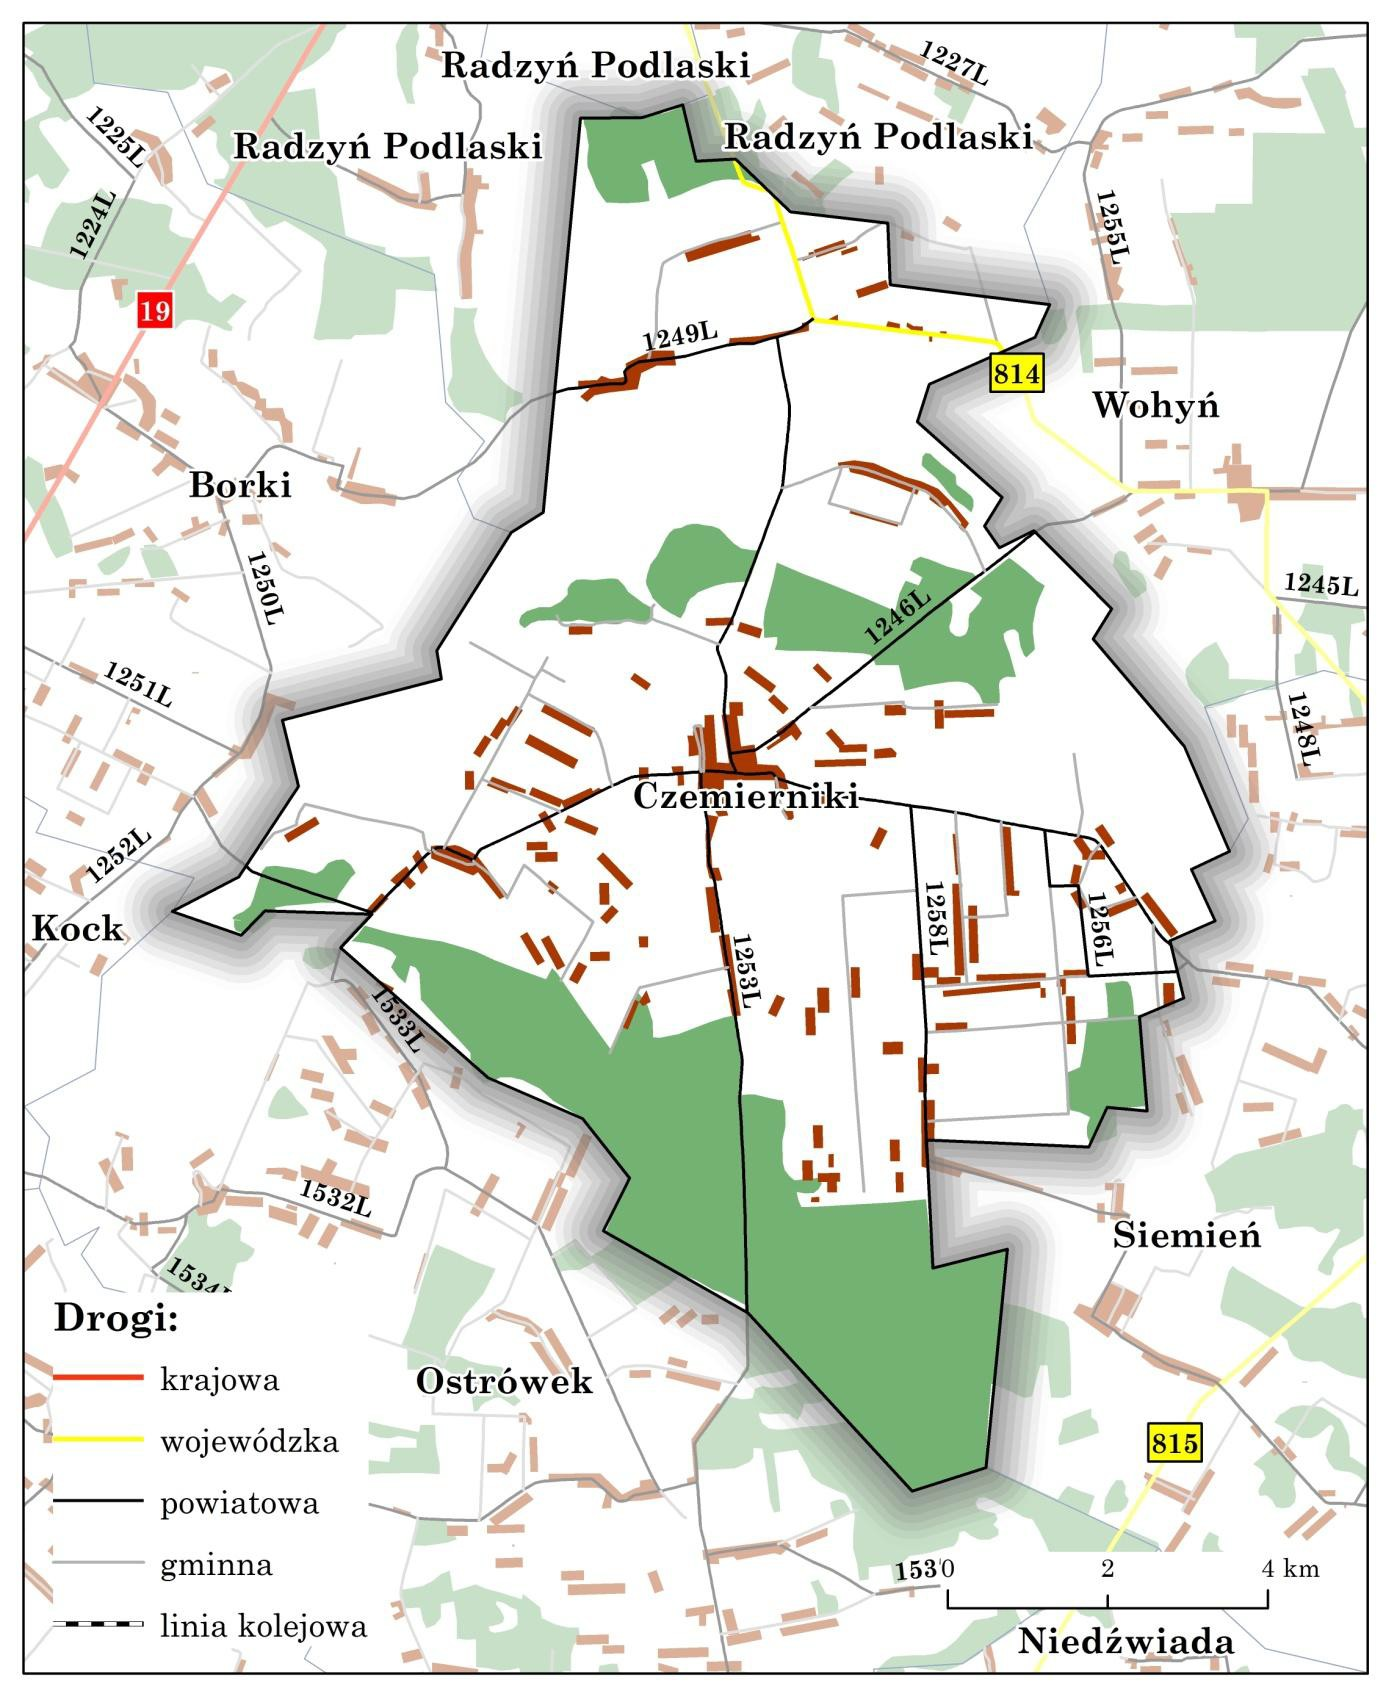 Radzyń Podlaski
1227L
1225L
Radzyń Podlaski
Radzyń Podlaski
1224L
1255L
19
1249L
814
Wohyń
Borki
1250L
1246L
1245L
1251L
1248L
Czemierniki
1252L
Kock
1258L
1256L
1253L
1533L
1532L
Siemień
1534L
Drogi:
krajowa
Ostrówek
wojewódzka
815
powiatowa
gminna
153
0 2 4 km
linia kolejowa
Niedźwiada